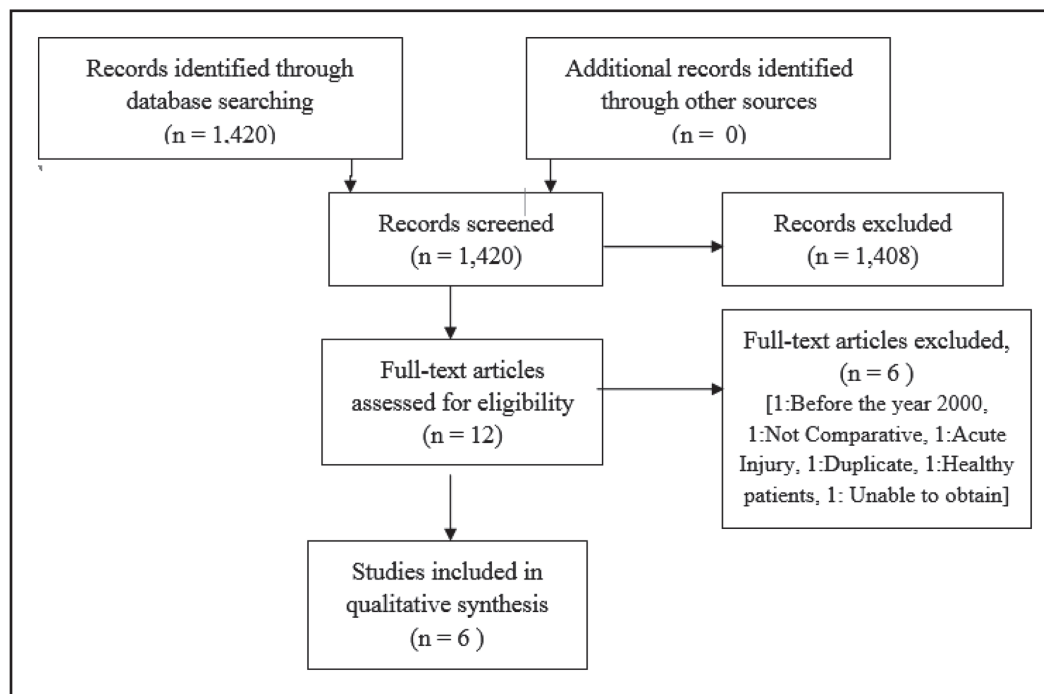 Records identified through
database searching
(n = 1,420)
Additional records identified
through other sources
(n = 0)
Records screened
(n = 1,420)
Records excluded
(n = 1,408)
Full-text articles
assessed for eligibility
(n = 12)
Full-text articles excluded,
(n = 6 )
[1:Before the year 2000,
1:Not Comparative, 1:Acute
Injury, 1:Duplicate, 1:Healthy
patients, 1: Unable to obtain]
Studies included in
qualitative synthesis
(n = 6 )